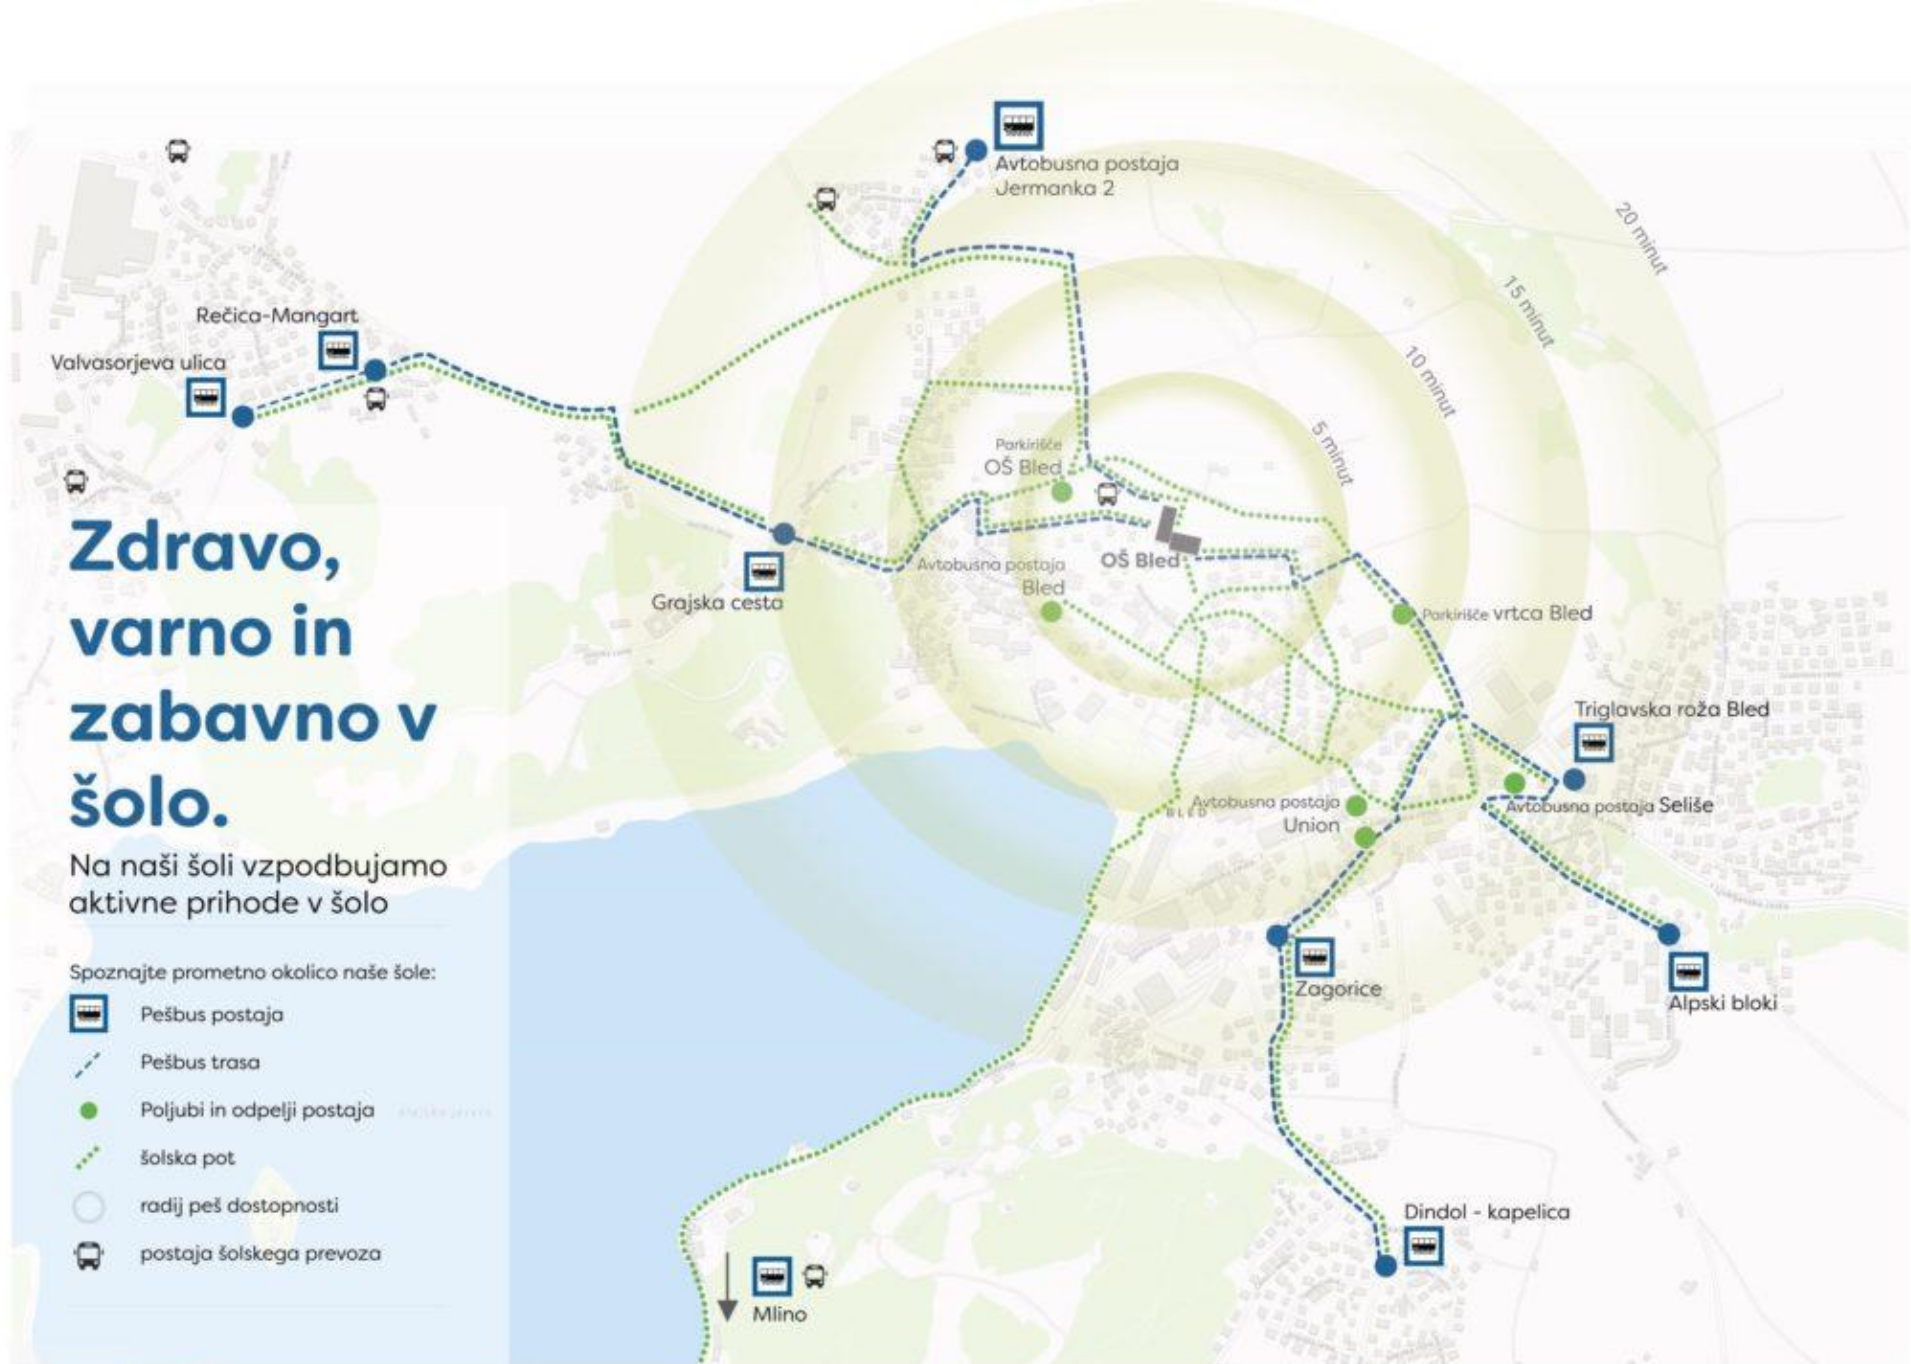 Avtobusna postaja
Jermanka 2
20 minut
15 minut
10 minut
5 minut
Rečica-Mangart
Valvasorjeva ulica
Parkirišče
OŠ Bled
Avtobusna postaja
Bled
OŠ Bled
Grajska cesta
Parkirišče vrtca Bled
Triglavska roža Bled
Avtobusna postaja Seliše
Avtobusna postaja
Union
BLED
Zagorice
Alpski bloki
Dindol - kapelica
Mlino
Zdravo,
varno in
zabavno v
šolo.
Na naši šoli vzpodbujamo
aktivne prihode v šolo
Spoznajte prometno okolico naše šole:
Pešbus postaja
Pešbus trasa
Poljubi in odpelji postaja
šolska pot
radij peš dostopnosti
postaja šolskega prevoza